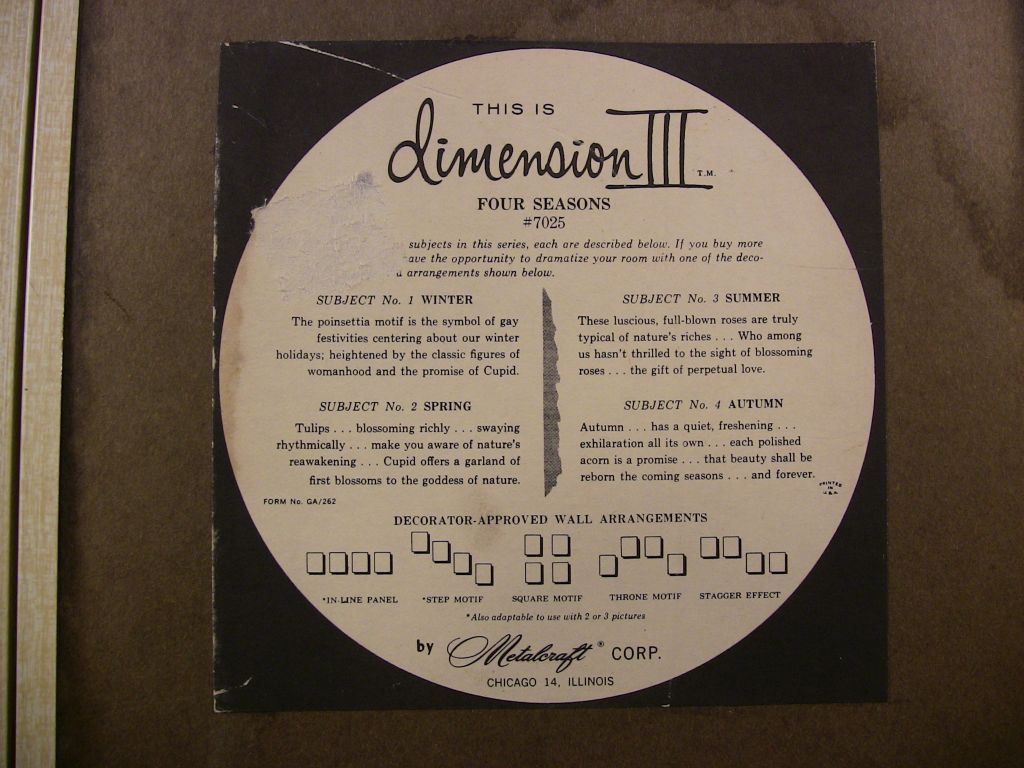 THIS IS
dimension III T.M.
FOUR SEASONS
#7025
subjects in this series, each are described below. If you buy more
ave the opportunity to dramatize your room with one of the deco-
arrangements shown below.
SUBJECT No. 1 WINTER
The poinsettia motif is the symbol of gay
festivities centering about our winter
holidays; heightened by the classic figures of
womanhood and the promise of Cupid.
SUBJECT No. 2 SPRING
Tulips . . . blossoming richly . . . swaying
rhythmically . . . make you aware of nature's
reawakening . . . Cupid offers a garland of
first blossoms to the goddess of nature.
FORM No. GA/262
SUBJECT No. 3 SUMMER
These luscious, full-blown roses are truly
typical of nature's riches . . . Who among
us hasn't thrilled to the sight of blossoming
roses . . . the gift of perpetual love.
SUBJECT No. 4 AUTUMN
Autumn . . . has a quiet, freshening . . .
exhilaration all its own . . . each polished
acorn is a promise . . . that beauty shall be
reborn the coming seasons . . . and forever.
PRINTED
IN
U.S.A.
DECORATOR-APPROVED WALL ARRANGEMENTS
*IN-LINE PANEL *STEP MOTIF SQUARE MOTIF THRONE MOTIF STAGGER EFFECT
*Also adaptable to use with 2 or 3 pictures
by Metalcraft ® CORP.
CHICAGO 14, ILLINOIS